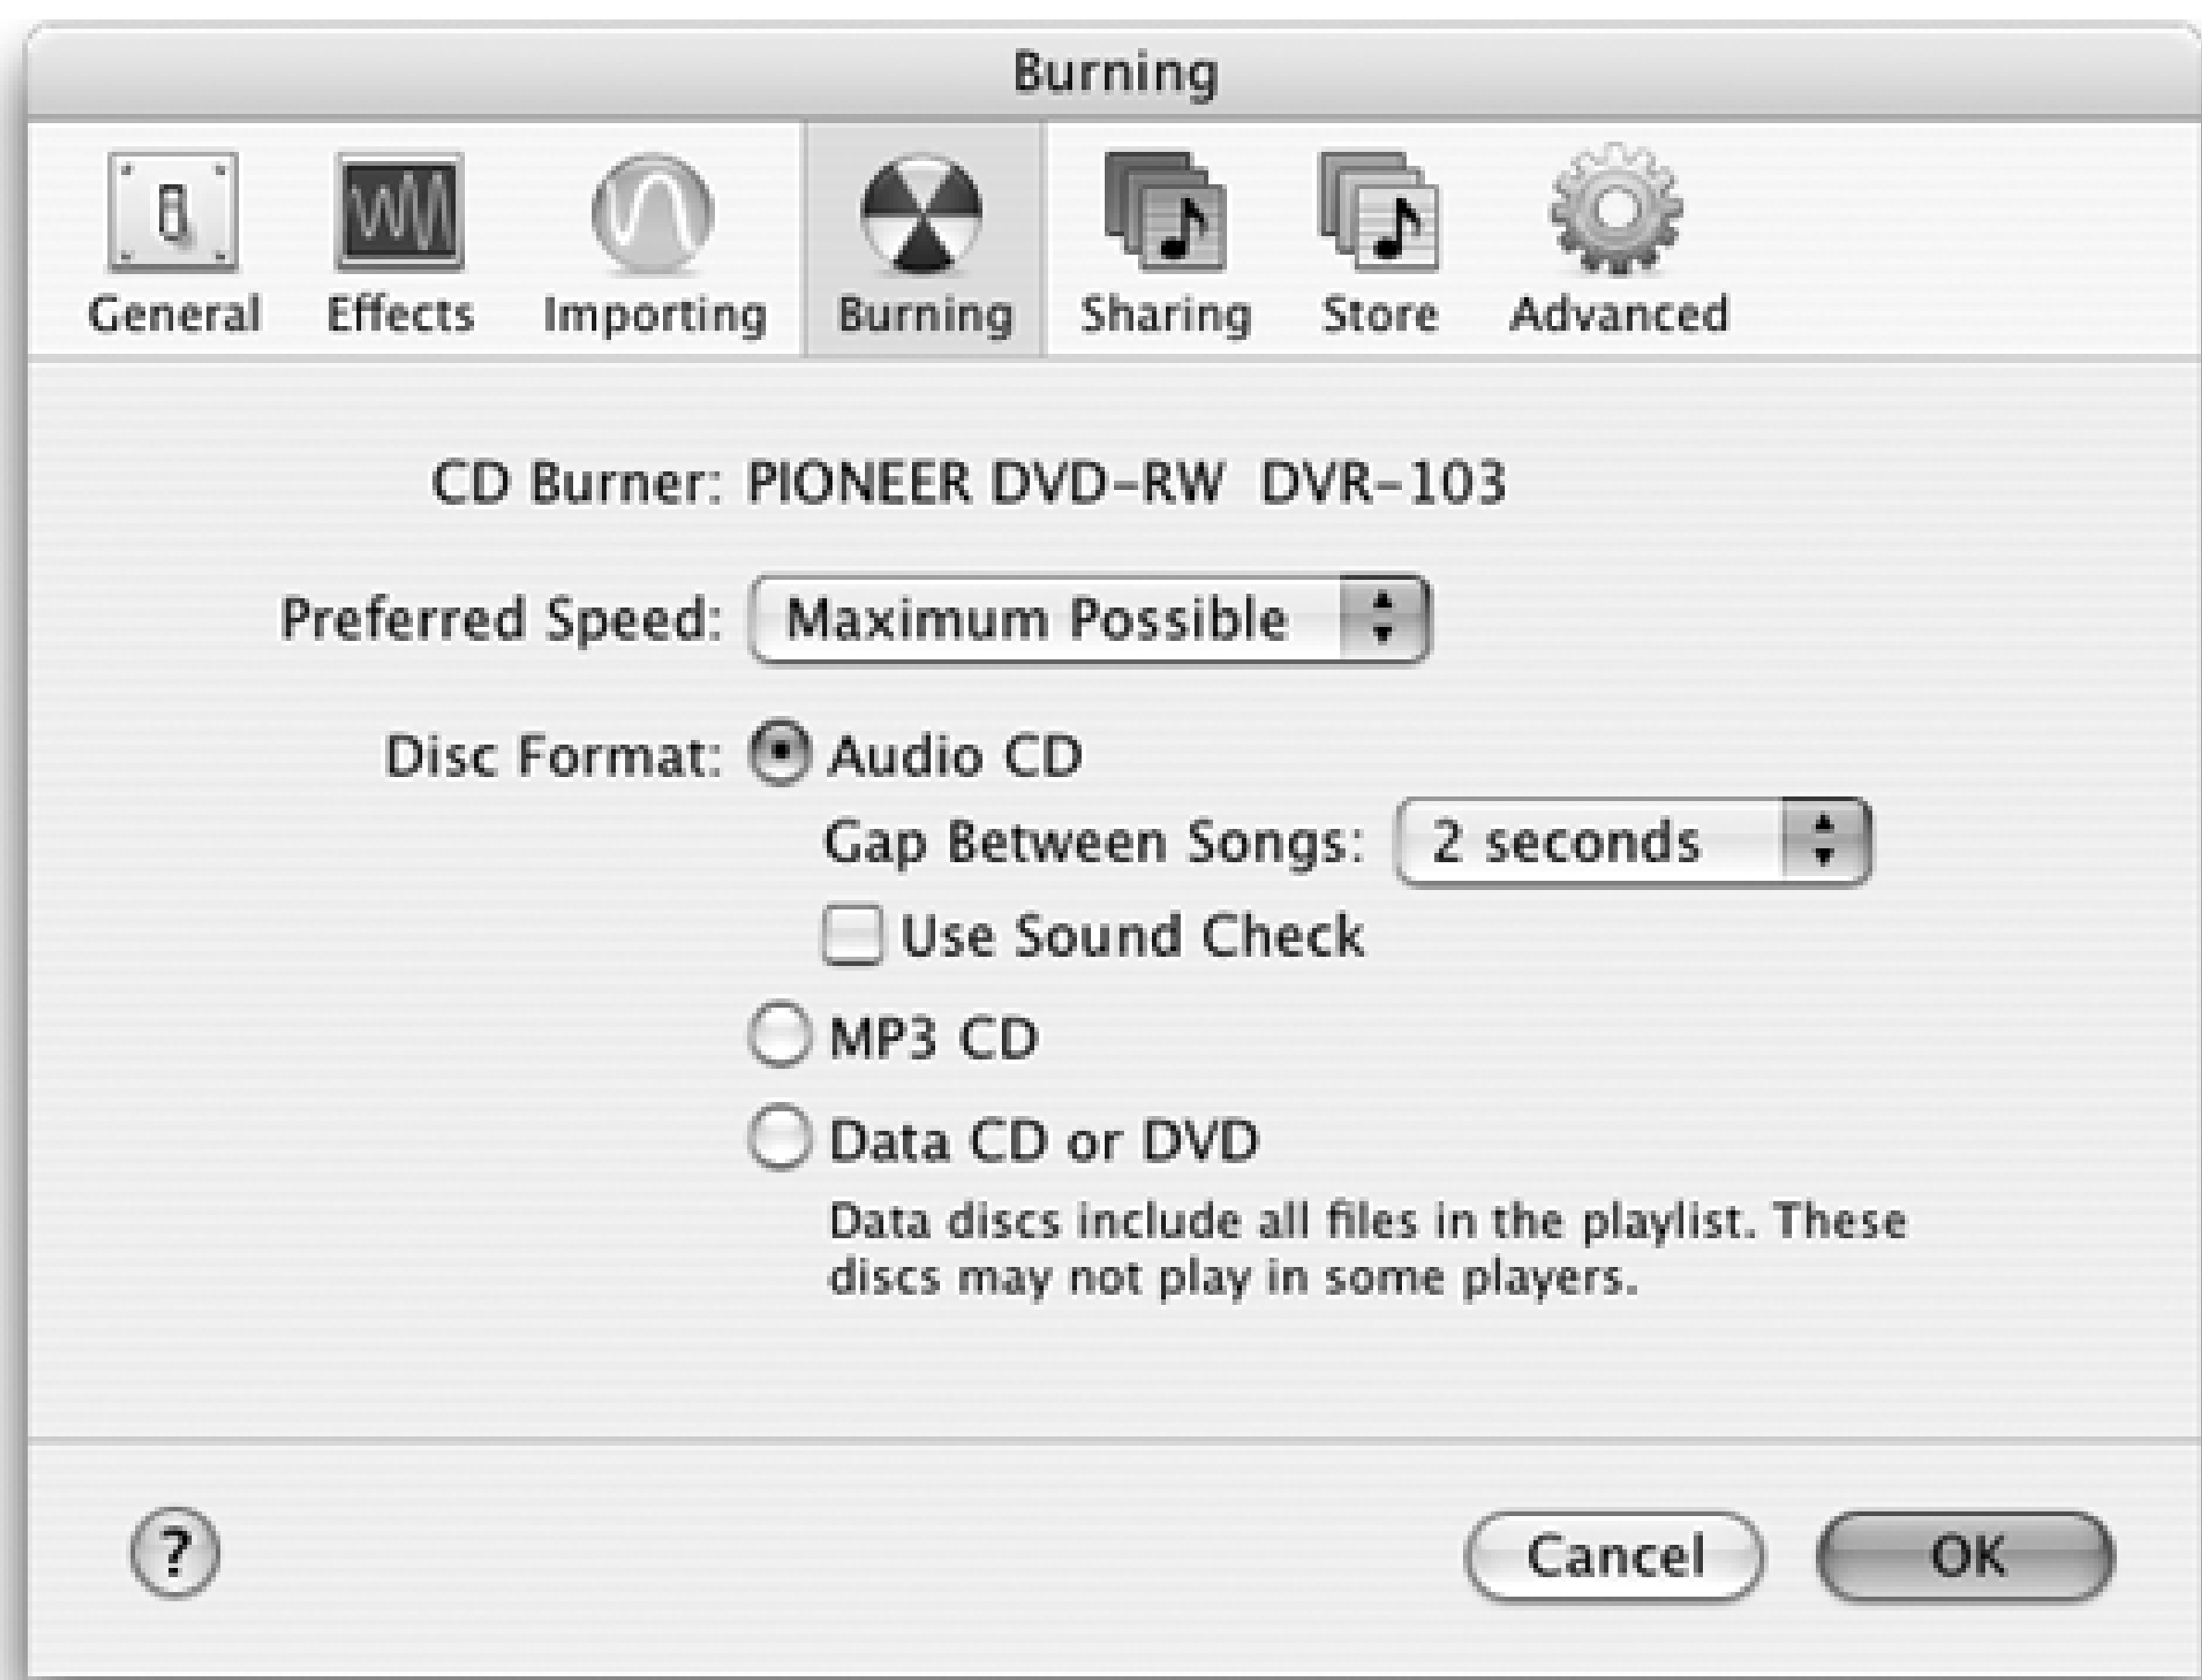 Burning
General Effects Importing Burning Sharing Store Advanced
CD Burner: PIONEER DVD-RW DVR-103
Preferred Speed: Maximum Possible
Disc Format: Audio CD
Gap Between Songs: 2 seconds
Use Sound Check
MP3 CD
Data CD or DVD
Data discs include all files in the playlist. These
discs may not play in some players.
? Cancel OK